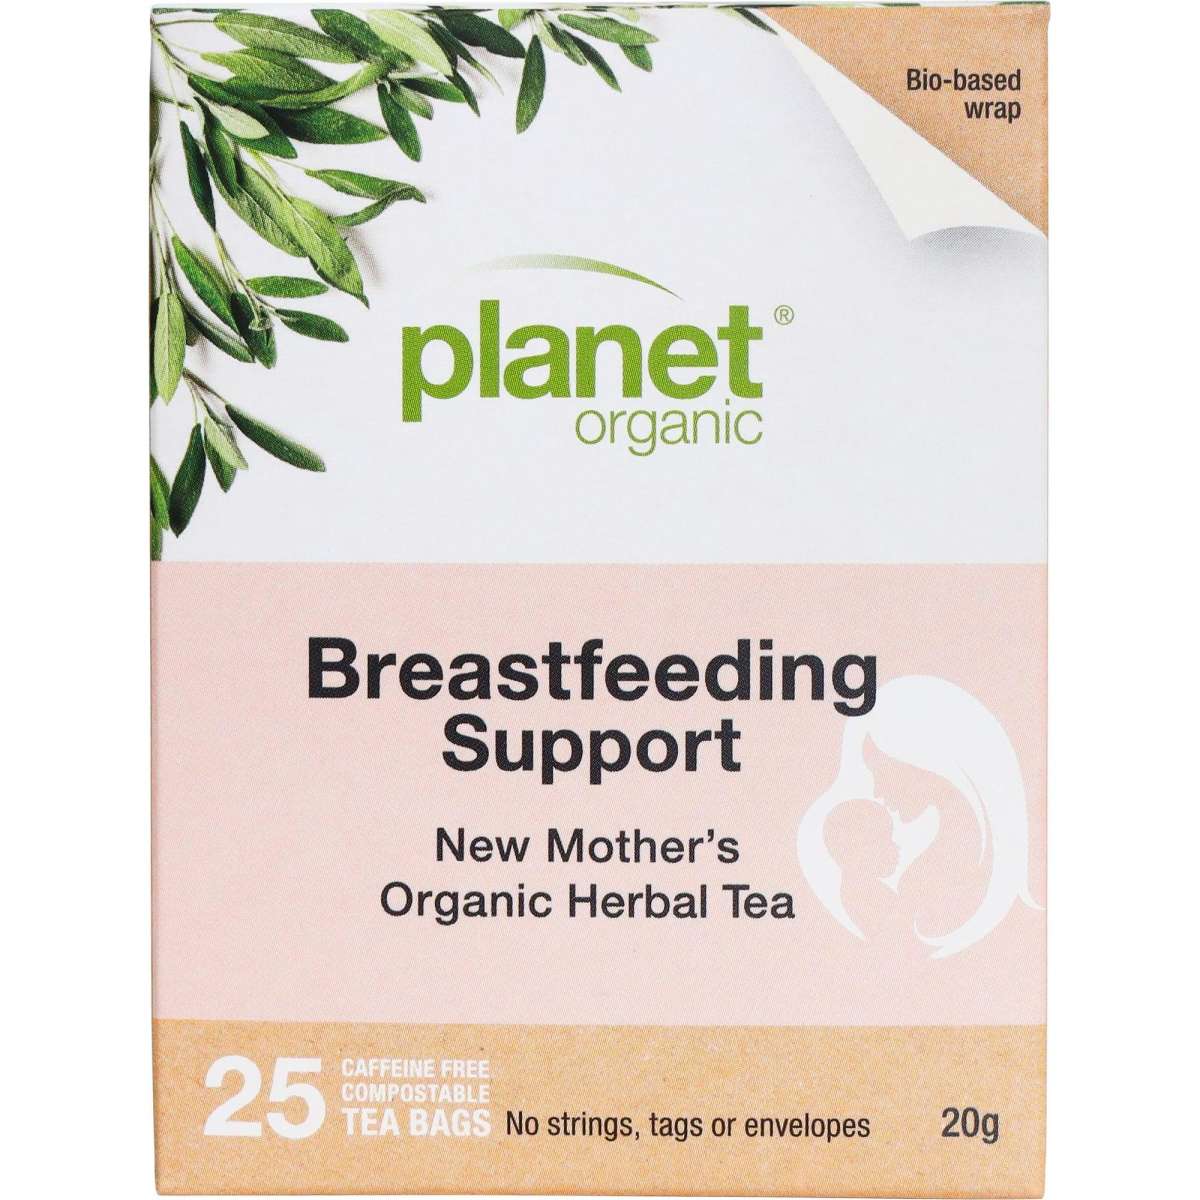 Bio-based
wrap
planet®
organic
Breastfeeding
Support
New Mother's
Organic Herbal Tea
25 CAFFEINE FREE
COMPOSTABLE
TEA BAGS
No strings, tags or envelopes
20g